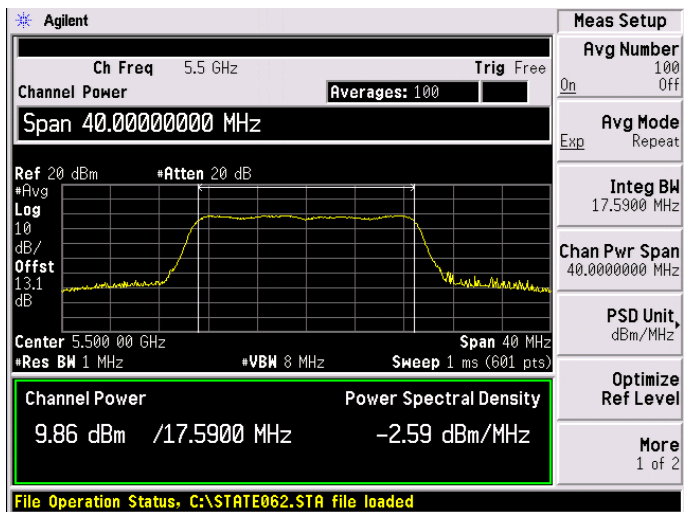 Agilent
Meas Setup
Ch Freq 5.5 GHz Trig Free
Channel Power Averages: 100
Span 40.00000000 MHz
Ref 20 dBm #Atten 20 dB
#Avg
Log
10
dB/
Offst
13.1
dB
Center 5.500 00 GHz Span 40 MHz
#Res BW 1 MHz #VBW 8 MHz Sweep 1 ms (601 pts)
Channel Power Power Spectral Density
9.86 dBm /17.5900 MHz -2.59 dBm/MHz
File Operation Status, C:\STATE062.STA file loaded
Avg Number
100
On Off
Avg Mode
Exp Repeat
Integ BW
17.5900 MHz
Chan Pwr Span
40.0000000 MHz
PSD Unit
dBm/MHz
Optimize
Ref Level
More
1 of 2